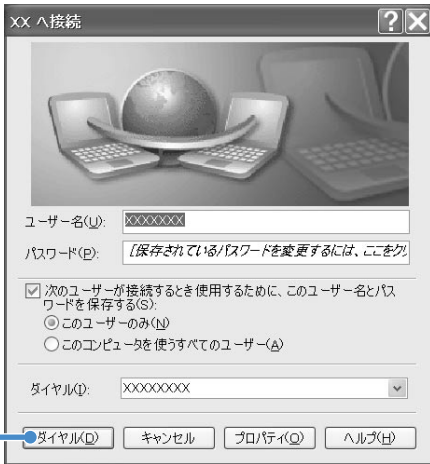 XX へ接続
ユーザー名(U):
XXXXXXX
パスワード(P):
[保存されているパスワードを変更するには、ここをクリ
次のユーザーが接続するとき使用するために、このユーザー名とパス
ワードを保存する(S):
このユーザーのみ(N)
このコンピュータを使うすべてのユーザー(A)
ダイヤル(I):
XXXXXXXX
ダイヤル(D)
キャンセル
プロパティ(O)
ヘルプ(H)